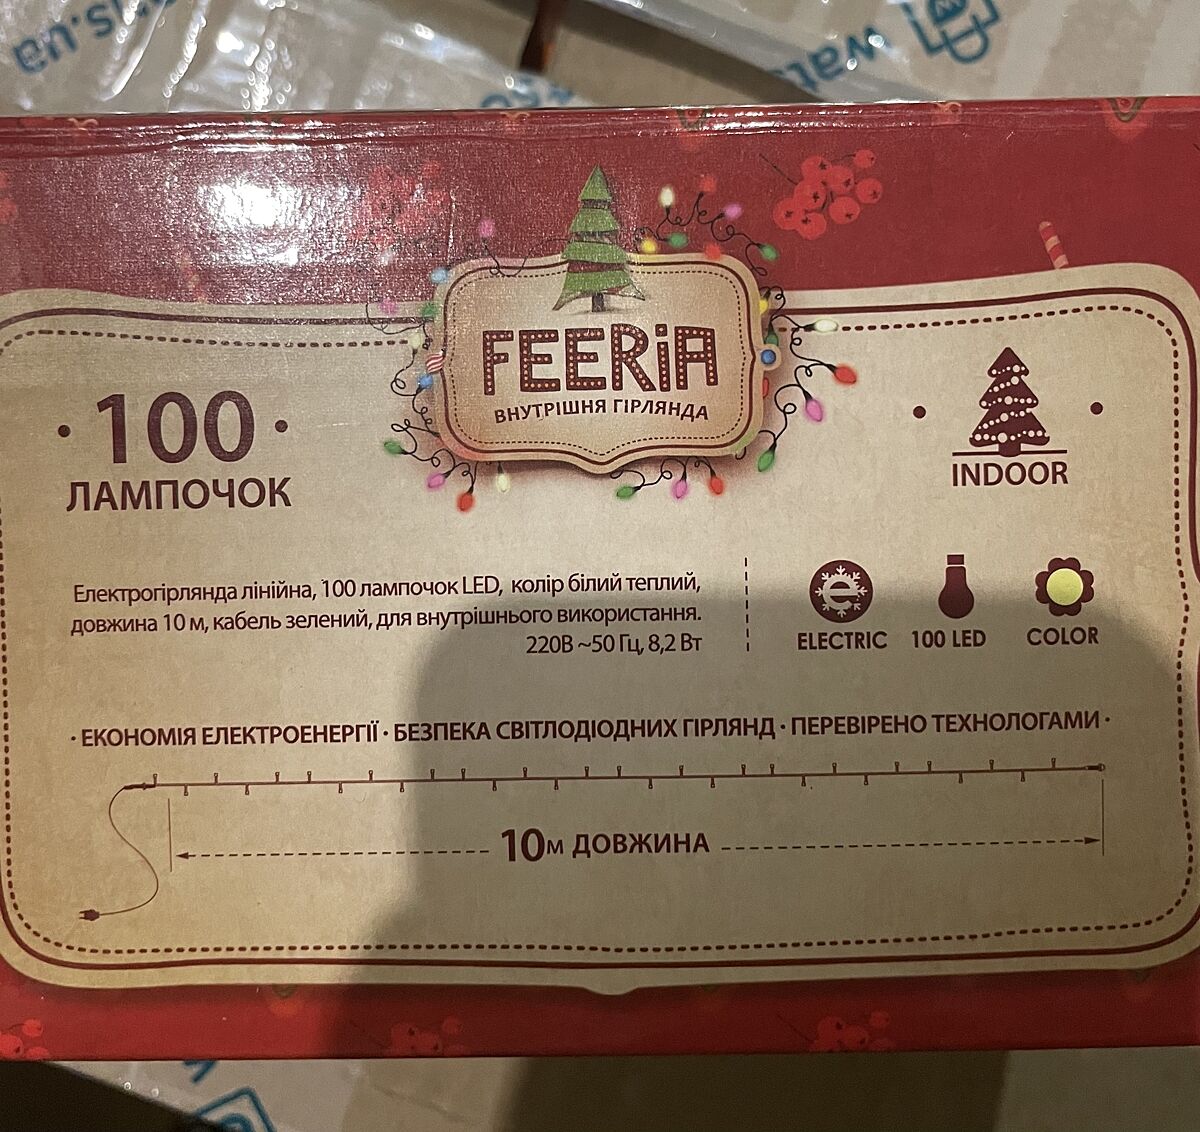 FEERiA
ВНУТРІШНЯ ГІРЛЯНДА
· 100 ·
ЛАМПОЧОК
INDOOR
Електрогірлянда лінійна, 100 лампочок LED, колір білий теплий,
довжина 10 м, кабель зелений, для внутрішнього використання.
220В ~50 Гц, 8,2 Вт
ELECTRIC
100 LED
COLOR
· ЕКОНОМІЯ ЕЛЕКТРОЕНЕРГІЇ · БЕЗПЕКА СВІТЛОДІОДНИХ ГІРЛЯНД · ПЕРЕВІРЕНО ТЕХНОЛОГАМИ ·
10м ДОВЖИНА